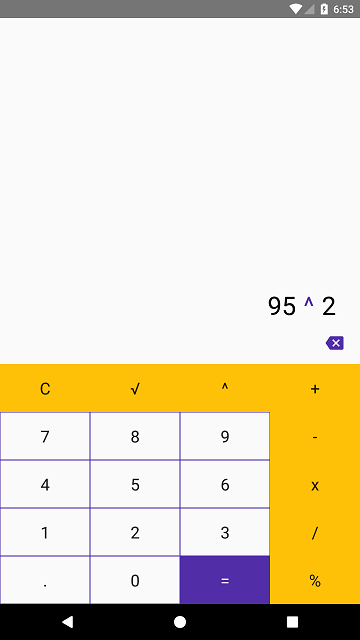 6:53
95 ^ 2
C √ ^ +
7 8 9 -
4 5 6 x
1 2 3 /
. 0 = %